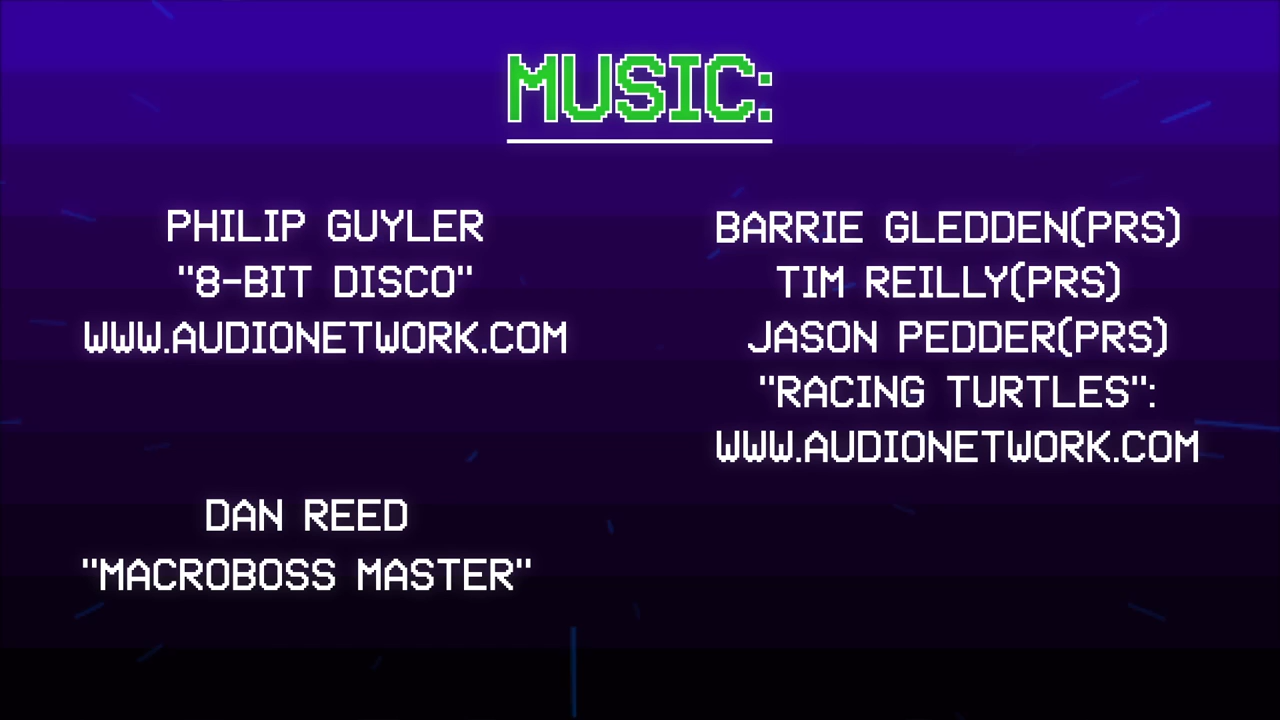 MUSIC:
PHILIP GUYLER
"8-BIT DISCO"
WWW.AUDIONETWORK.COM
DAN REED
"MACROBOSS MASTER"
BARRIE GLEDDEN(PRS)
TIM REILLY(PRS)
JASON PEDDER(PRS)
"RACING TURTLES":
WWW.AUDIONETWORK.COM